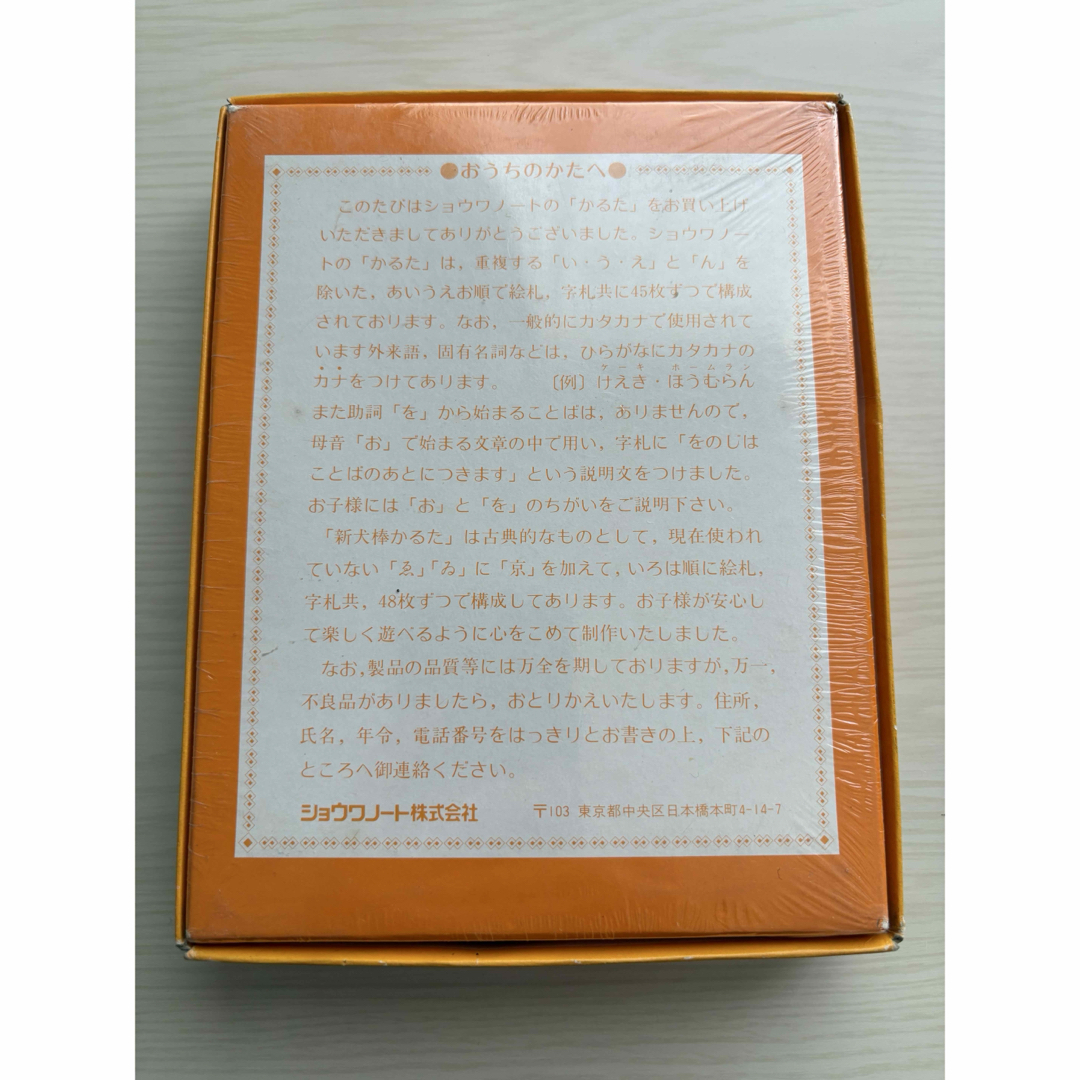 ●おうちのかたへ●
このたびはショウワノートの「かるた」をお買い上げ
いただきましてありがとうございました。ショウワノー
トの「かるた」は，重複する「い・う・え」と「ん」を
除いた，あいうえお順で絵札，字札共に45枚ずつで構成
されております。なお，一般的にカタカナで使用されて
います外来語，固有名詞などは，ひらがなにカタカナの
カナをつけてあります。　〔例〕けえき・ほうむらん
ケーキ　ホームラン
また助詞「を」から始まることばは，ありませんので，
母音「お」で始まる文章の中で用い，字札に「をのじは
ことばのあとにつきます」という説明文をつけました。
お子様には「お」と「を」のちがいをご説明下さい。
「新犬棒かるた」は古典的なものとして，現在使われ
ていない「ゑ」「ゐ」に「京」を加えて，いろは順に絵札，
字札共，48枚ずつで構成してあります。お子様が安心し
て楽しく遊べるように心をこめて制作いたしました。
なお，製品の品質等には万全を期しておりますが，万一，
不良品がありましたら，おとりかえいたします。住所，
氏名，年令，電話番号をはっきりとお書きの上，下記の
ところへ御連絡ください。
ショウワノート株式会社　〒103 東京都中央区日本橋本町4-14-7